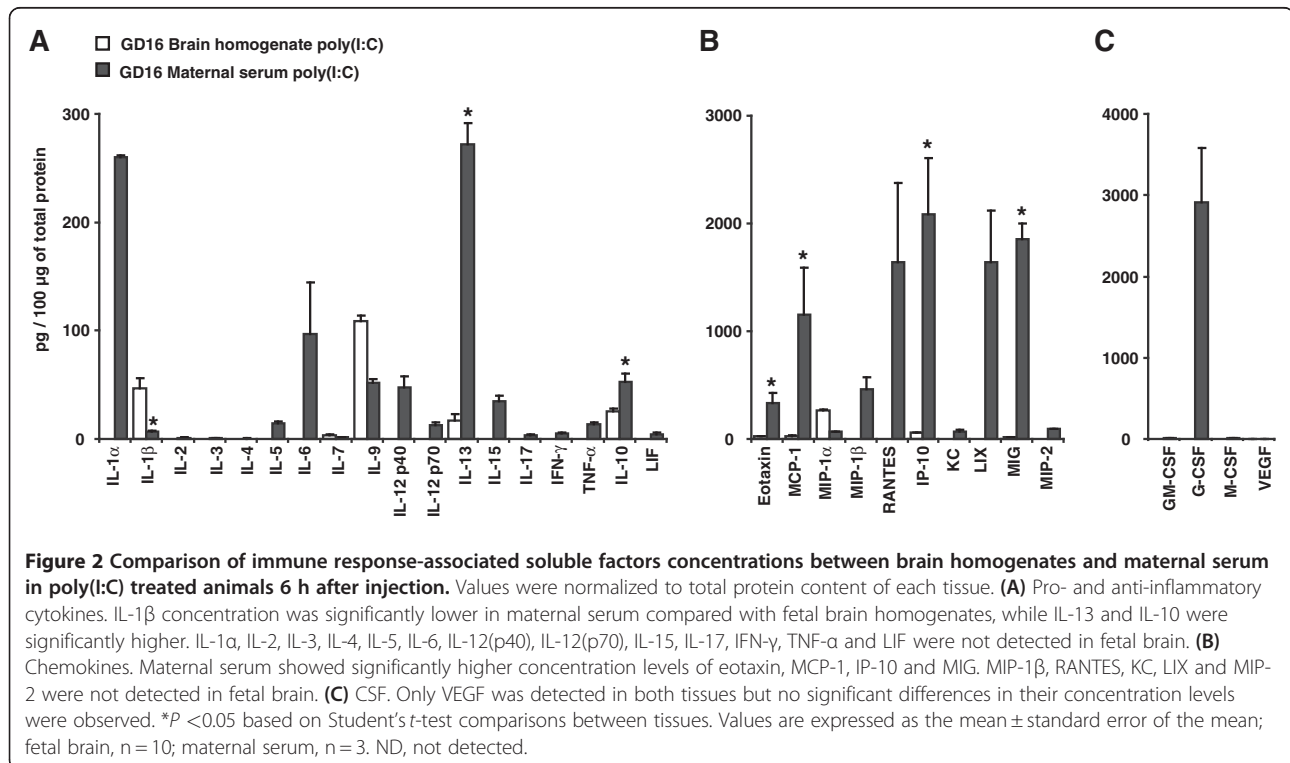 A
B
C
GD16 Brain homogenate poly(I:C)
GD16 Maternal serum poly(I:C)
pg / 100 µg of total protein
300
200
100
0
IL-1α
IL-1β
IL-2
IL-3
IL-4
IL-5
IL-6
IL-7
IL-9
IL-12 p40
IL-12 p70
IL-13
IL-15
IL-17
IFN-γ
TNF-α
IL-10
LIF
*
*
*
3000
2000
1000
0
Eotaxin
MCP-1
MIP-1α
MIP-1β
RANTES
IP-10
KC
LIX
MIG
MIP-2
*
*
*
*
4000
3000
2000
1000
0
GM-CSF
G-CSF
M-CSF
VEGF
Figure 2 Comparison of immune response-associated soluble factors concentrations between brain homogenates and maternal serum
in poly(I:C) treated animals 6 h after injection. Values were normalized to total protein content of each tissue. (A) Pro- and anti-inflammatory
cytokines. IL-1β concentration was significantly lower in maternal serum compared with fetal brain homogenates, while IL-13 and IL-10 were
significantly higher. IL-1α, IL-2, IL-3, IL-4, IL-5, IL-6, IL-12(p40), IL-12(p70), IL-15, IL-17, IFN-γ, TNF-α and LIF were not detected in fetal brain. (B)
Chemokines. Maternal serum showed significantly higher concentration levels of eotaxin, MCP-1, IP-10 and MIG. MIP-1β, RANTES, KC, LIX and MIP-
2 were not detected in fetal brain. (C) CSF. Only VEGF was detected in both tissues but no significant differences in their concentration levels
were observed. *P <0.05 based on Student's t-test comparisons between tissues. Values are expressed as the mean ± standard error of the mean;
fetal brain, n = 10; maternal serum, n = 3. ND, not detected.